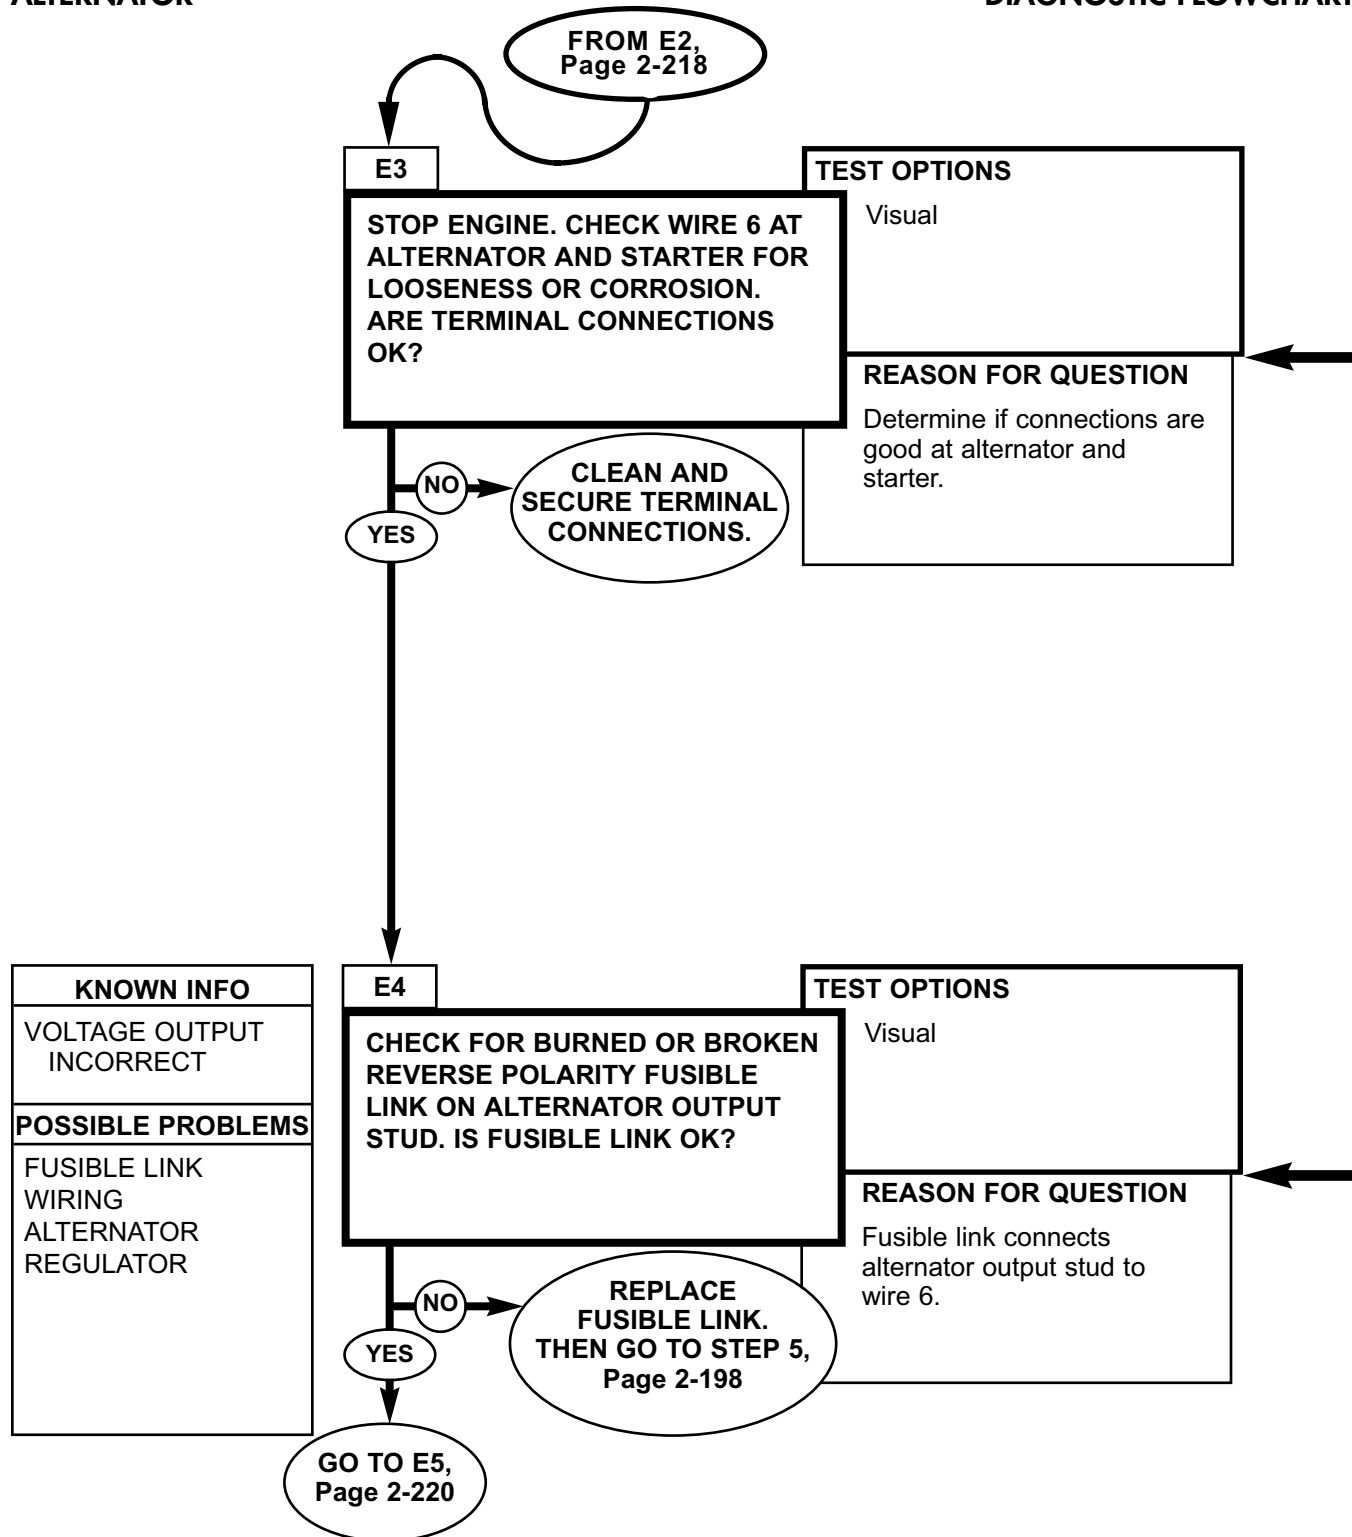 ALTERNATOR
DIAGNOSTIC FLOWCHART
FROM E2,
Page 2-218
E3
STOP ENGINE. CHECK WIRE 6 AT
ALTERNATOR AND STARTER FOR
LOOSENESS OR CORROSION.
ARE TERMINAL CONNECTIONS
OK?
TEST OPTIONS
Visual
REASON FOR QUESTION
Determine if connections are
good at alternator and
starter.
NO
CLEAN AND
SECURE TERMINAL
CONNECTIONS.
YES
KNOWN INFO
VOLTAGE OUTPUT
INCORRECT
POSSIBLE PROBLEMS
FUSIBLE LINK
WIRING
ALTERNATOR
REGULATOR
E4
CHECK FOR BURNED OR BROKEN
REVERSE POLARITY FUSIBLE
LINK ON ALTERNATOR OUTPUT
STUD. IS FUSIBLE LINK OK?
TEST OPTIONS
Visual
REASON FOR QUESTION
Fusible link connects
alternator output stud to
wire 6.
NO
REPLACE
FUSIBLE LINK.
THEN GO TO STEP 5,
Page 2-198
YES
GO TO E5,
Page 2-220